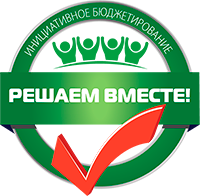 ИНИЦИАТИВНОЕ БЮДЖЕТИРОВАНИЕ
РЕШАЕМ ВМЕСТЕ!